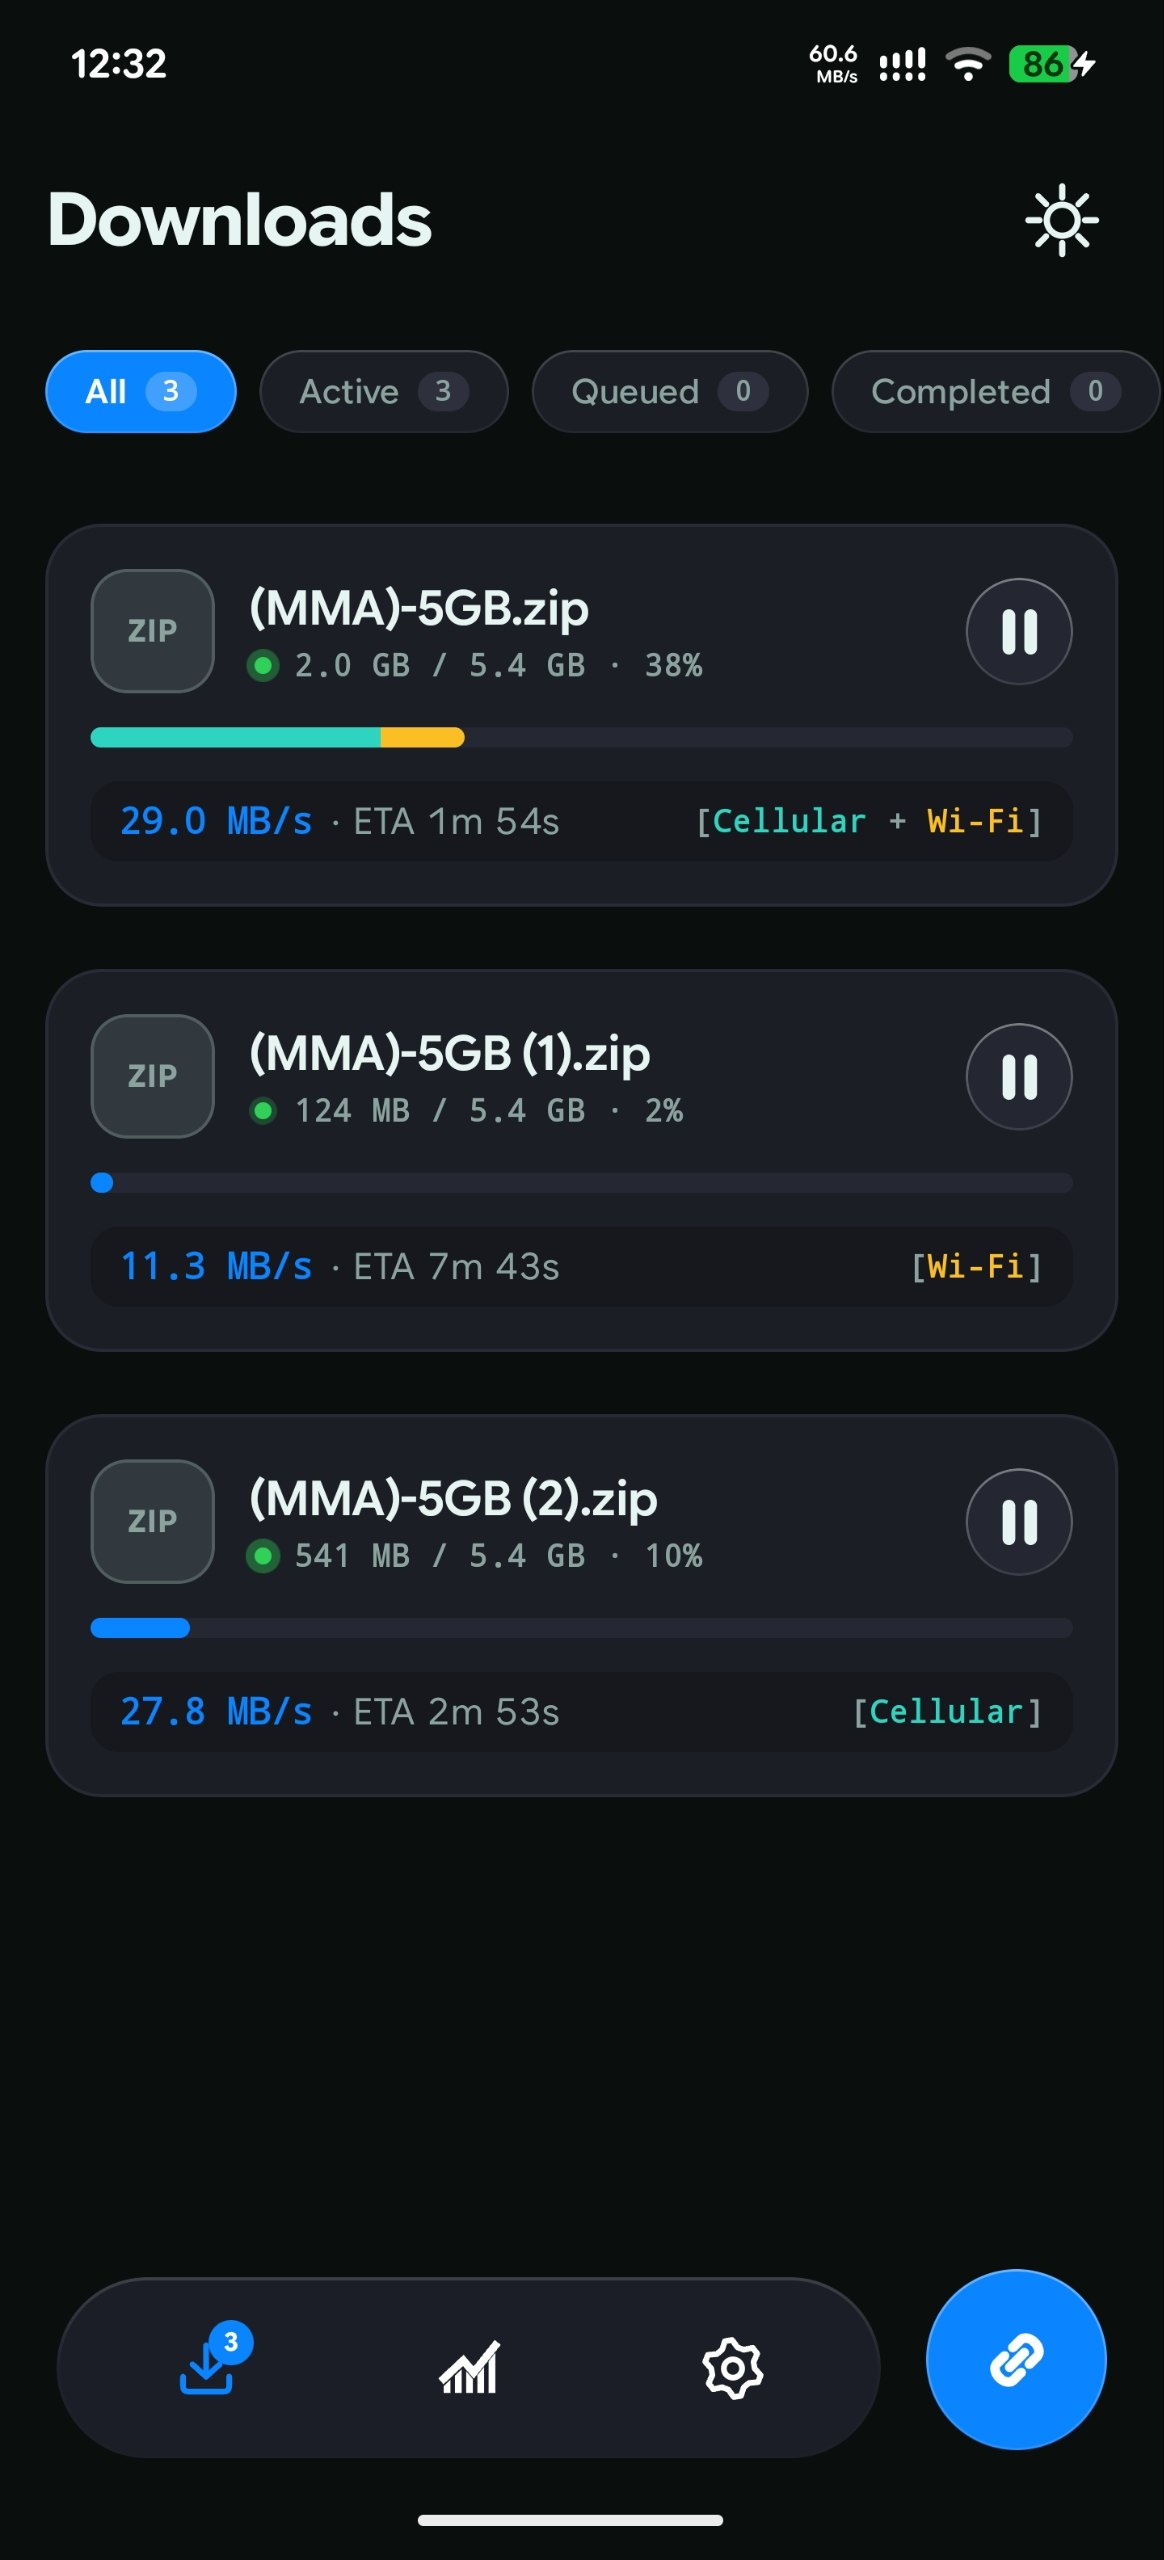 12:32
60.6
MB/s
86
Downloads
All 3
Active 3
Queued 0
Completed 0
ZIP
(MMA)-5GB.zip
2.0 GB / 5.4 GB · 38%
29.0 MB/s · ETA 1m 54s
[Cellular + Wi-Fi]
ZIP
(MMA)-5GB (1).zip
124 MB / 5.4 GB · 2%
11.3 MB/s · ETA 7m 43s
[Wi-Fi]
ZIP
(MMA)-5GB (2).zip
541 MB / 5.4 GB · 10%
27.8 MB/s · ETA 2m 53s
[Cellular]
3